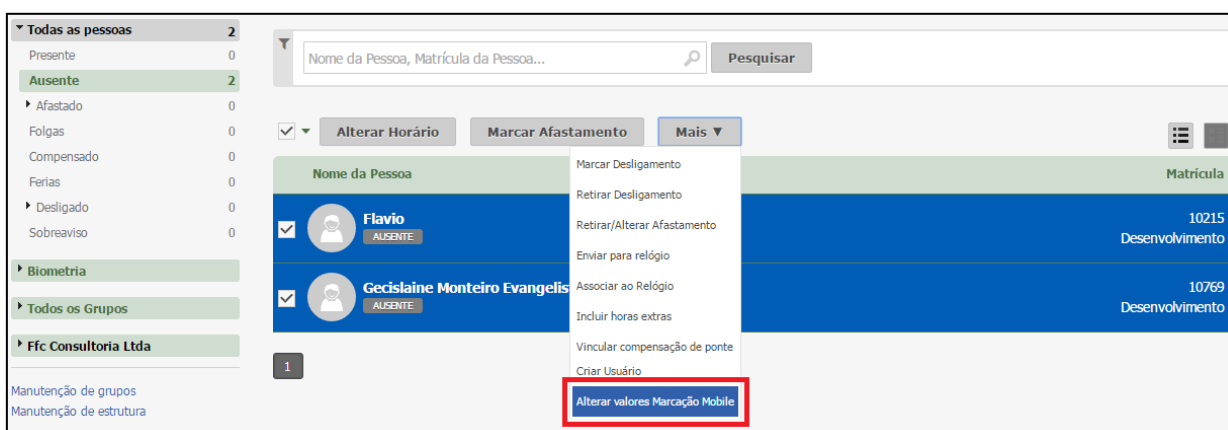 Todas as pessoas 2
Presente 0
Ausente 2
Afastado 0
Folgas 0
Compensado 0
Ferias 0
Desligado 0
Sobreaviso 0
Biometria
Todos os Grupos
Ffc Consultoria Ltda
Manutenção de grupos
Manutenção de estrutura
Nome da Pessoa, Matrícula da Pessoa...
Pesquisar
Alterar Horário Marcar Afastamento Mais ▼
Nome da Pessoa Matrícula
Flavio 10215
AUSENTE Desenvolvimento
Gecislaine Monteiro Evangelis 10769
AUSENTE Desenvolvimento
1
Marcar Desligamento
Retirar Desligamento
Retirar/Alterar Afastamento
Enviar para relógio
Associar ao Relógio
Incluir horas extras
Vincular compensação de ponte
Criar Usuário
Alterar valores Marcação Mobile